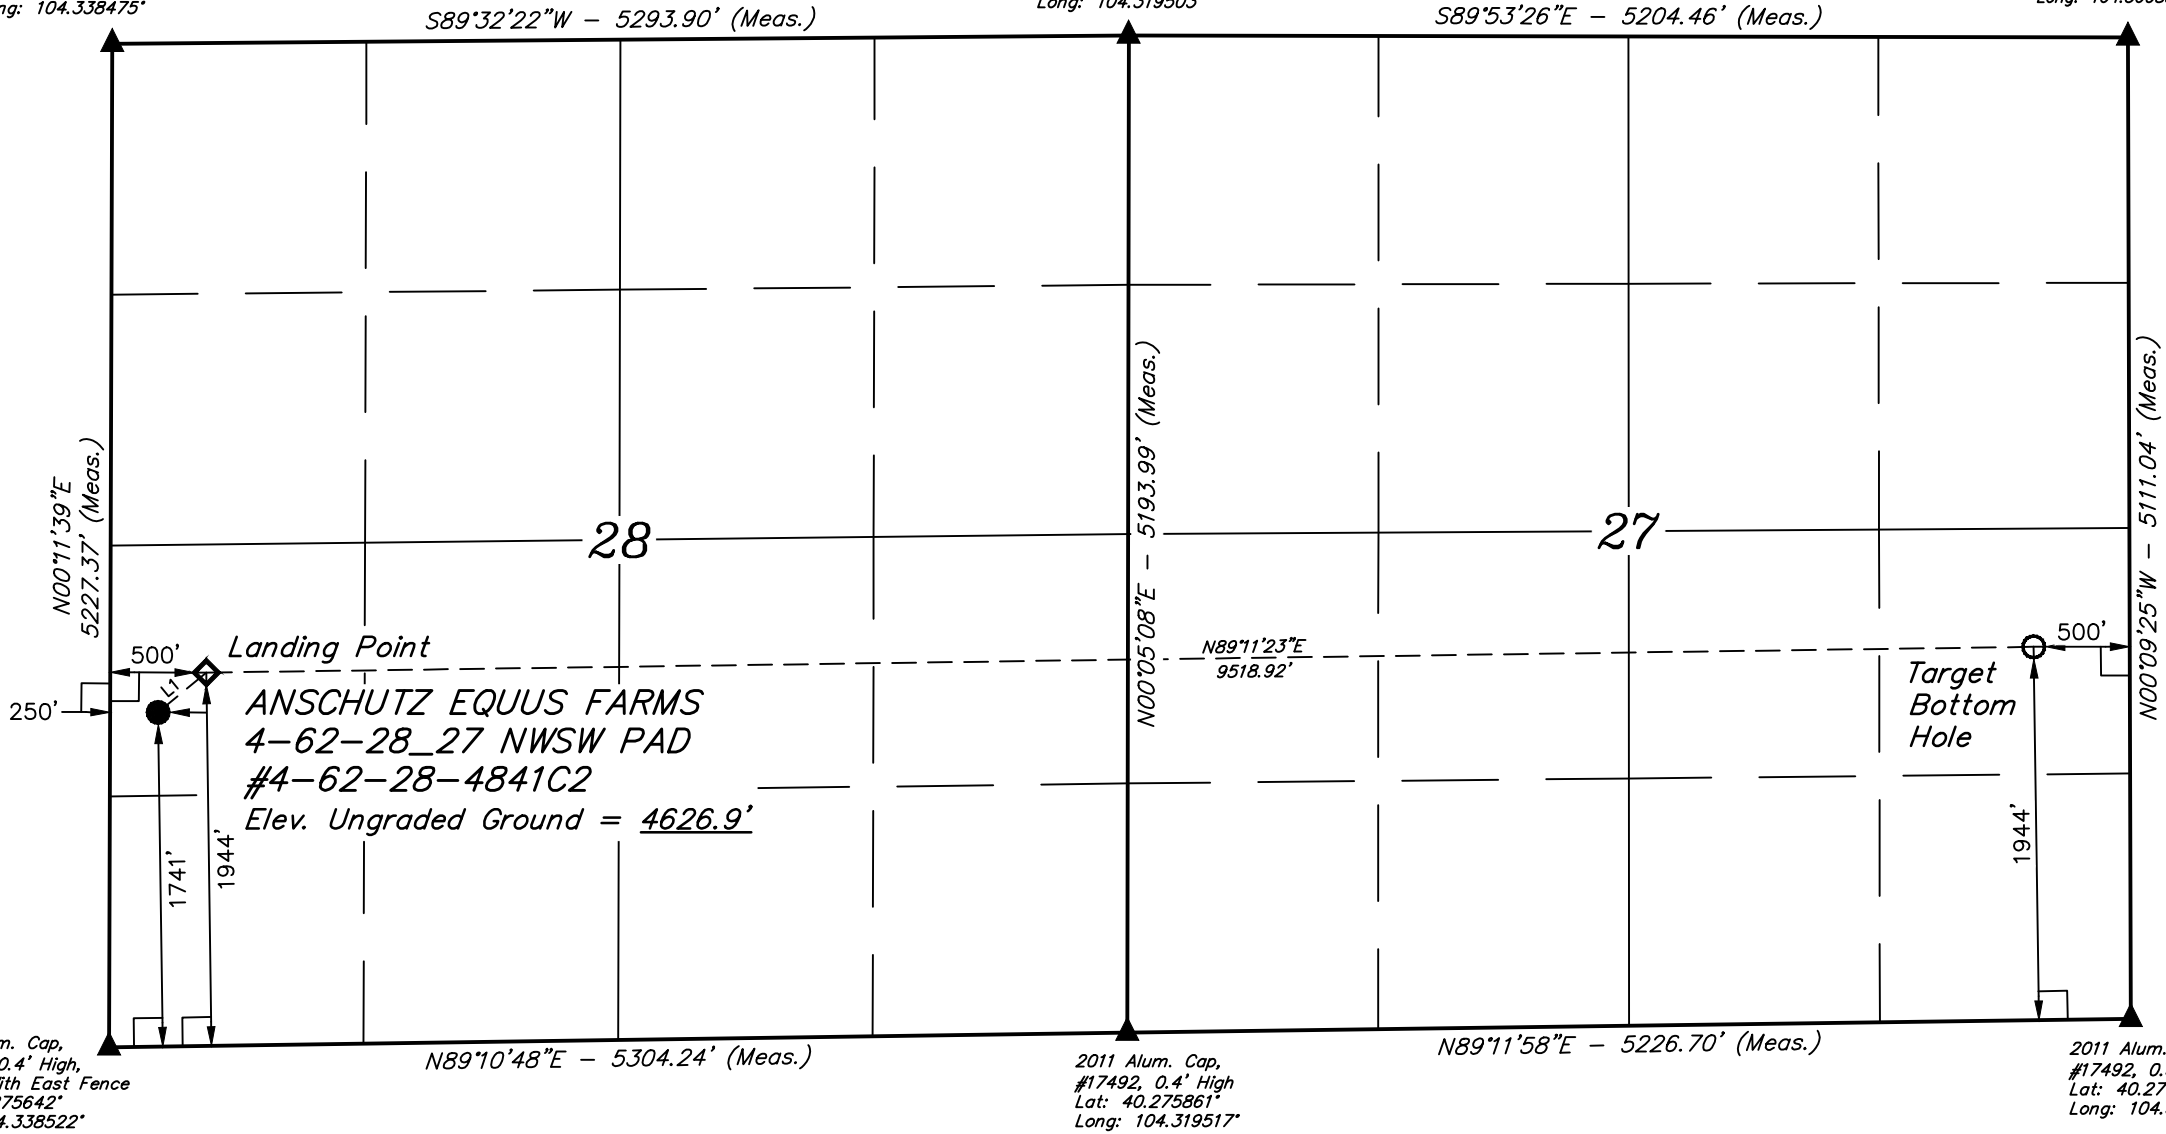 ng: 104.338475°
S89°32'22"W - 5293.90' (Meas.)
Long: 104.319503°
S89°53'26"E - 5204.46' (Meas.)
N00°11'39"E
5227.37' (Meas.)
28
N00°05'08"E - 5193.99' (Meas.)
27
N00°09'25"W - 5111.04' (Meas.)
500'
Landing Point
N89°11'23"E
9518.92'
500'
L1
250'
ANSCHUTZ EQUUS FARMS
4-62-28_27 NWSW PAD
#4-62-28-4841C2
Elev. Ungraded Ground = 4626.9'
Target
Bottom
Hole
1741'
1944'
1944'
N89°10'48"E - 5304.24' (Meas.)
N89°11'58"E - 5226.70' (Meas.)
m. Cap,
0.4' High,
ith East Fence
75642°
4.338522°
2011 Alum. Cap,
#17492, 0.4' High
Lat: 40.275861°
Long: 104.319517°
2011 Alum.
#17492, 0.
Lat: 40.27
Long: 104.